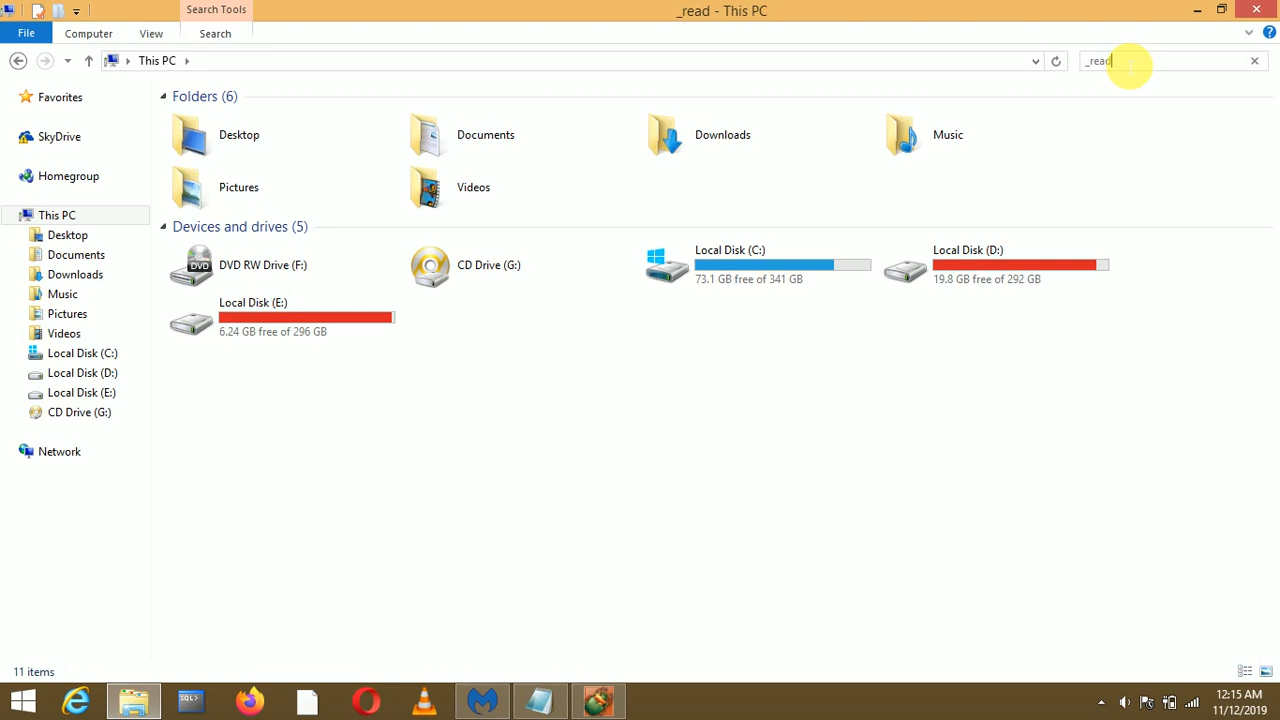 Search Tools
_read - This PC
File
Computer
View
Search
This PC
_read
Favorites
SkyDrive
Homegroup
This PC
Desktop
Documents
Downloads
Music
Pictures
Videos
Local Disk (C:)
Local Disk (D:)
Local Disk (E:)
CD Drive (G:)
Network
Folders (6)
Desktop
Documents
Downloads
Music
Pictures
Videos
Devices and drives (5)
DVD
DVD RW Drive (F:)
CD Drive (G:)
Local Disk (C:)
73.1 GB free of 341 GB
Local Disk (D:)
19.8 GB free of 292 GB
Local Disk (E:)
6.24 GB free of 296 GB
11 items
SQL>
12:15 AM
11/12/2019